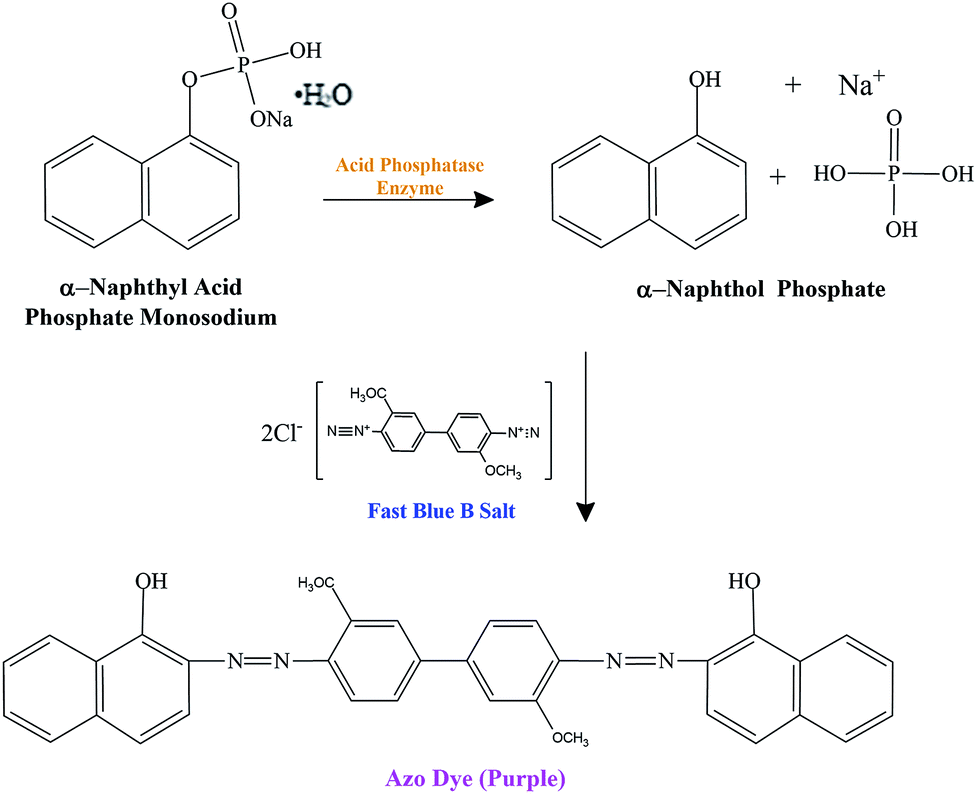 O
P
OH
O
ONa
•H₂O
α–Naphthyl Acid
Phosphate Monosodium
Acid Phosphatase
Enzyme
OH
+ Na⁺
+
O
HO P OH
OH
α–Naphthol Phosphate
2Cl⁻
H₃CO
N≡N⁺
N⁺≡N
OCH₃
Fast Blue B Salt
OH
H₃OC
HO
N=N
N=N
OCH₃
Azo Dye (Purple)